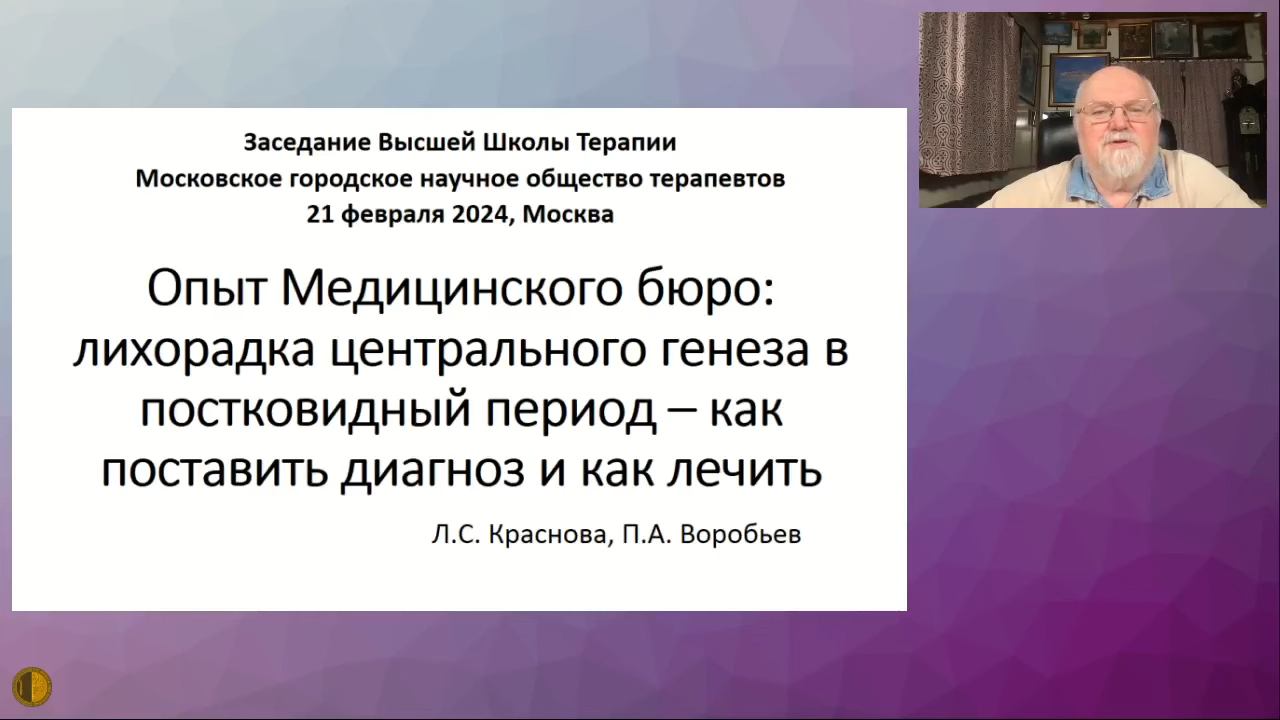 Заседание Высшей Школы Терапии
Московское городское научное общество терапевтов
21 февраля 2024, Москва
Опыт Медицинского бюро:
лихорадка центрального генеза в
постковидный период – как
поставить диагноз и как лечить
Л.С. Краснова, П.А. Воробьев